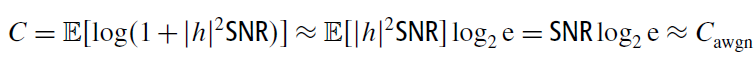 C = 𝔼[log(1 + |h|²SNR)] ≈ 𝔼[|h|²SNR] log₂ e = SNR log₂ e ≈ C_awgn